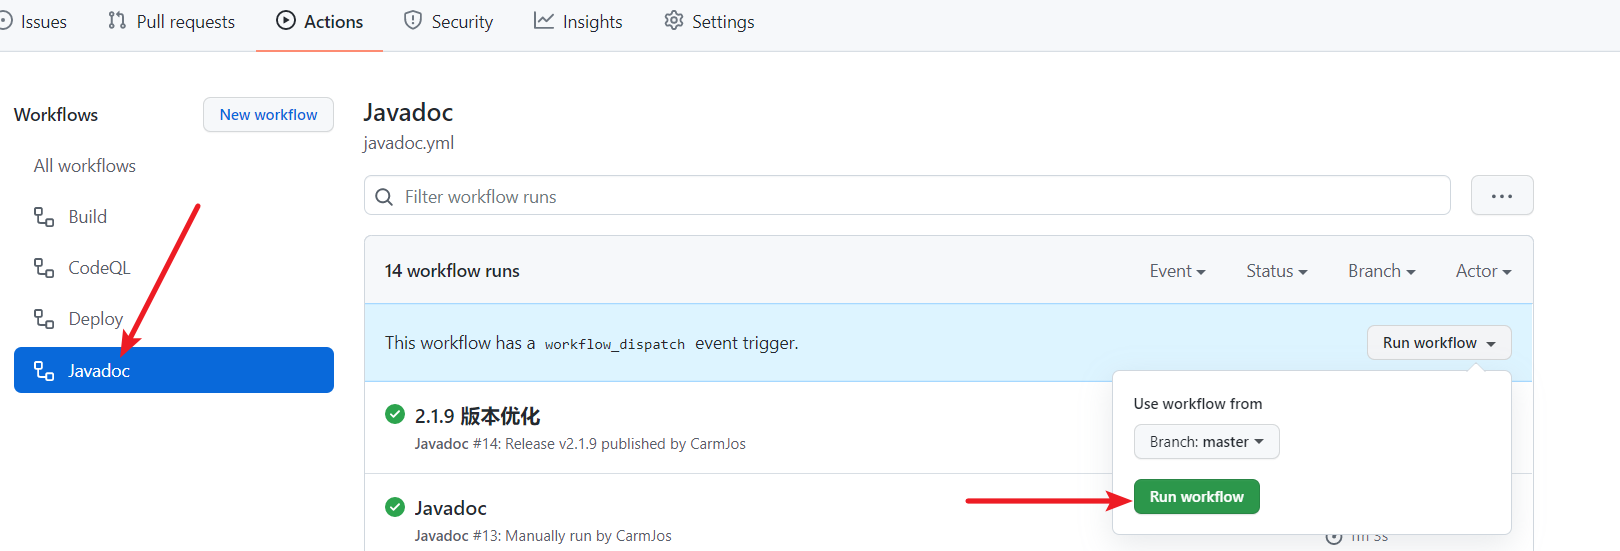 Issues
Pull requests
Actions
Security
Insights
Settings
Workflows
New workflow
All workflows
Build
CodeQL
Deploy
Javadoc
Javadoc
javadoc.yml
Filter workflow runs
14 workflow runs
Event
Status
Branch
Actor
This workflow has a workflow_dispatch event trigger.
Run workflow
Use workflow from
Branch: master
Run workflow
2.1.9 版本优化
Javadoc #14: Release v2.1.9 published by CarmJos
Javadoc
Javadoc #13: Manually run by CarmJos
1m 3s